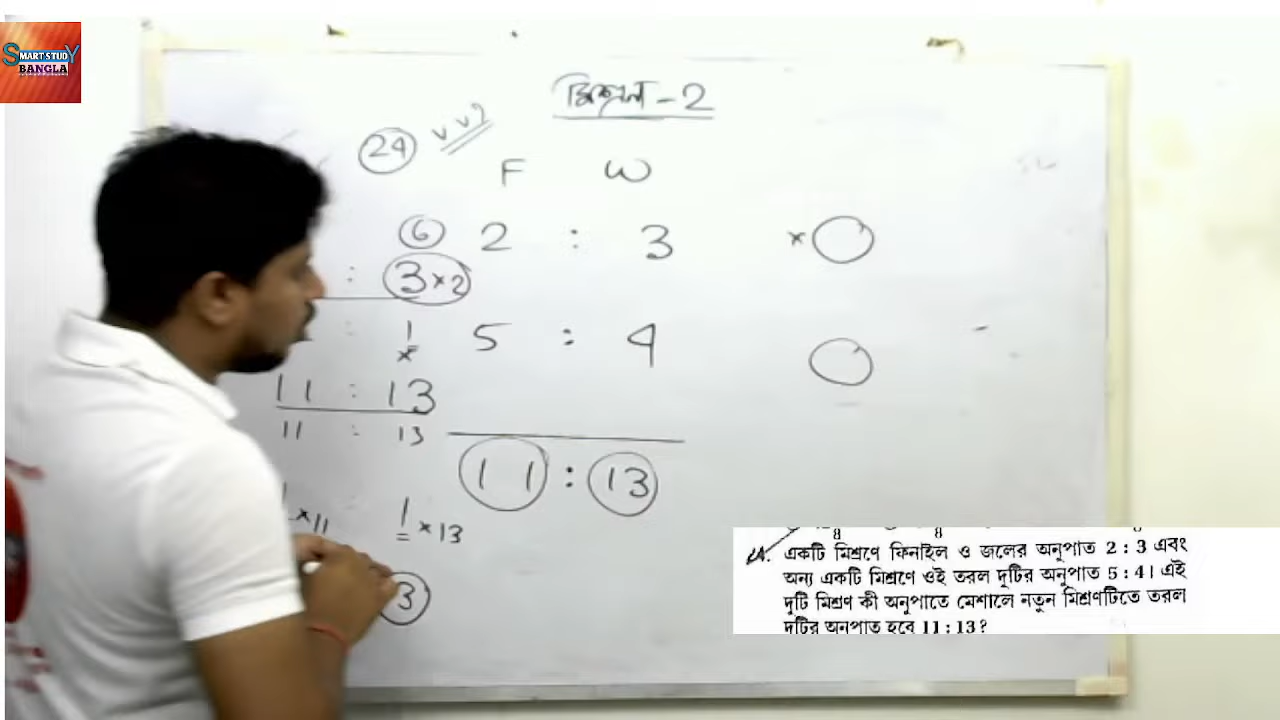 SMART STUDY
BANGLA
মিশ্রণ - 2
24
F W
6 2 : 3 ×
: 3×2
: 1 5 : 4
×
11 : 13
11 : 13
11 : 13
×11 1×13
3
একটি মিশ্রণে ফিনাইল ও জলের অনুপাত 2 : 3 এবং
অন্য একটি মিশ্রণে ওই তরল দুটির অনুপাত 5 : 4। এই
দুটি মিশ্রণ কী অনুপাতে মেশালে নতুন মিশ্রণটিতে তরল
দুটির অনুপাত হবে 11 : 13 ?